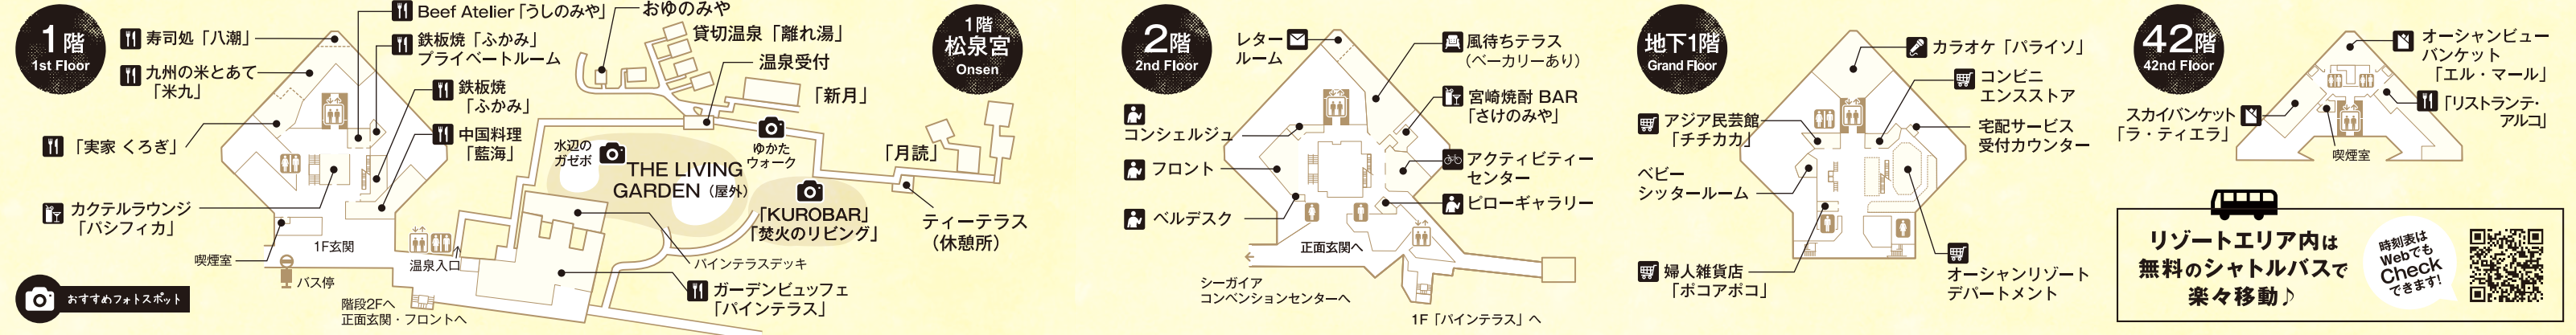 1階
1st Floor
寿司処「八潮」
九州の米とあて
「米九」
「実家 くろぎ」
カクテルラウンジ
「パシフィカ」
喫煙室
1F玄関
バス停
おすすめフォトスポット
Beef Atelier「うしのみや」
鉄板焼「ふかみ」
プライベートルーム
鉄板焼
「ふかみ」
中国料理
「藍海」
温泉入口
階段2Fへ
正面玄関・フロントへ
おゆのみや
貸切温泉「離れ湯」
温泉受付
「新月」
水辺の
ガゼボ
THE LIVING
GARDEN（屋外）
ゆかた
ウォーク
「月読」
「KUROBAR」
「焚火のリビング」
ティーテラス
（休憩所）
パインテラスデッキ
ガーデンビュッフェ
「パインテラス」
1階
松泉宮
Onsen
2階
2nd Floor
レター
ルーム
コンシェルジュ
フロント
ベルデスク
風待ちテラス
（ベーカリーあり）
宮崎焼酎 BAR
「さけのみや」
アクティビティー
センター
ピローギャラリー
正面玄関へ
シーガイア
コンベンションセンターへ
1F「パインテラス」へ
地下1階
Grand Floor
アジア民芸館
「チチカカ」
ベビー
シッタールーム
婦人雑貨店
「ポコアポコ」
カラオケ「パライソ」
コンビニ
エンスストア
宅配サービス
受付カウンター
オーシャンリゾート
デパートメント
42階
42nd Floor
スカイバンケット
「ラ・ティエラ」
オーシャンビュー
バンケット
「エル・マール」
「リストランテ・
アルコ」
喫煙室
リゾートエリア内は
無料のシャトルバスで
楽々移動♪
時刻表は
Webでも
Check
できます!